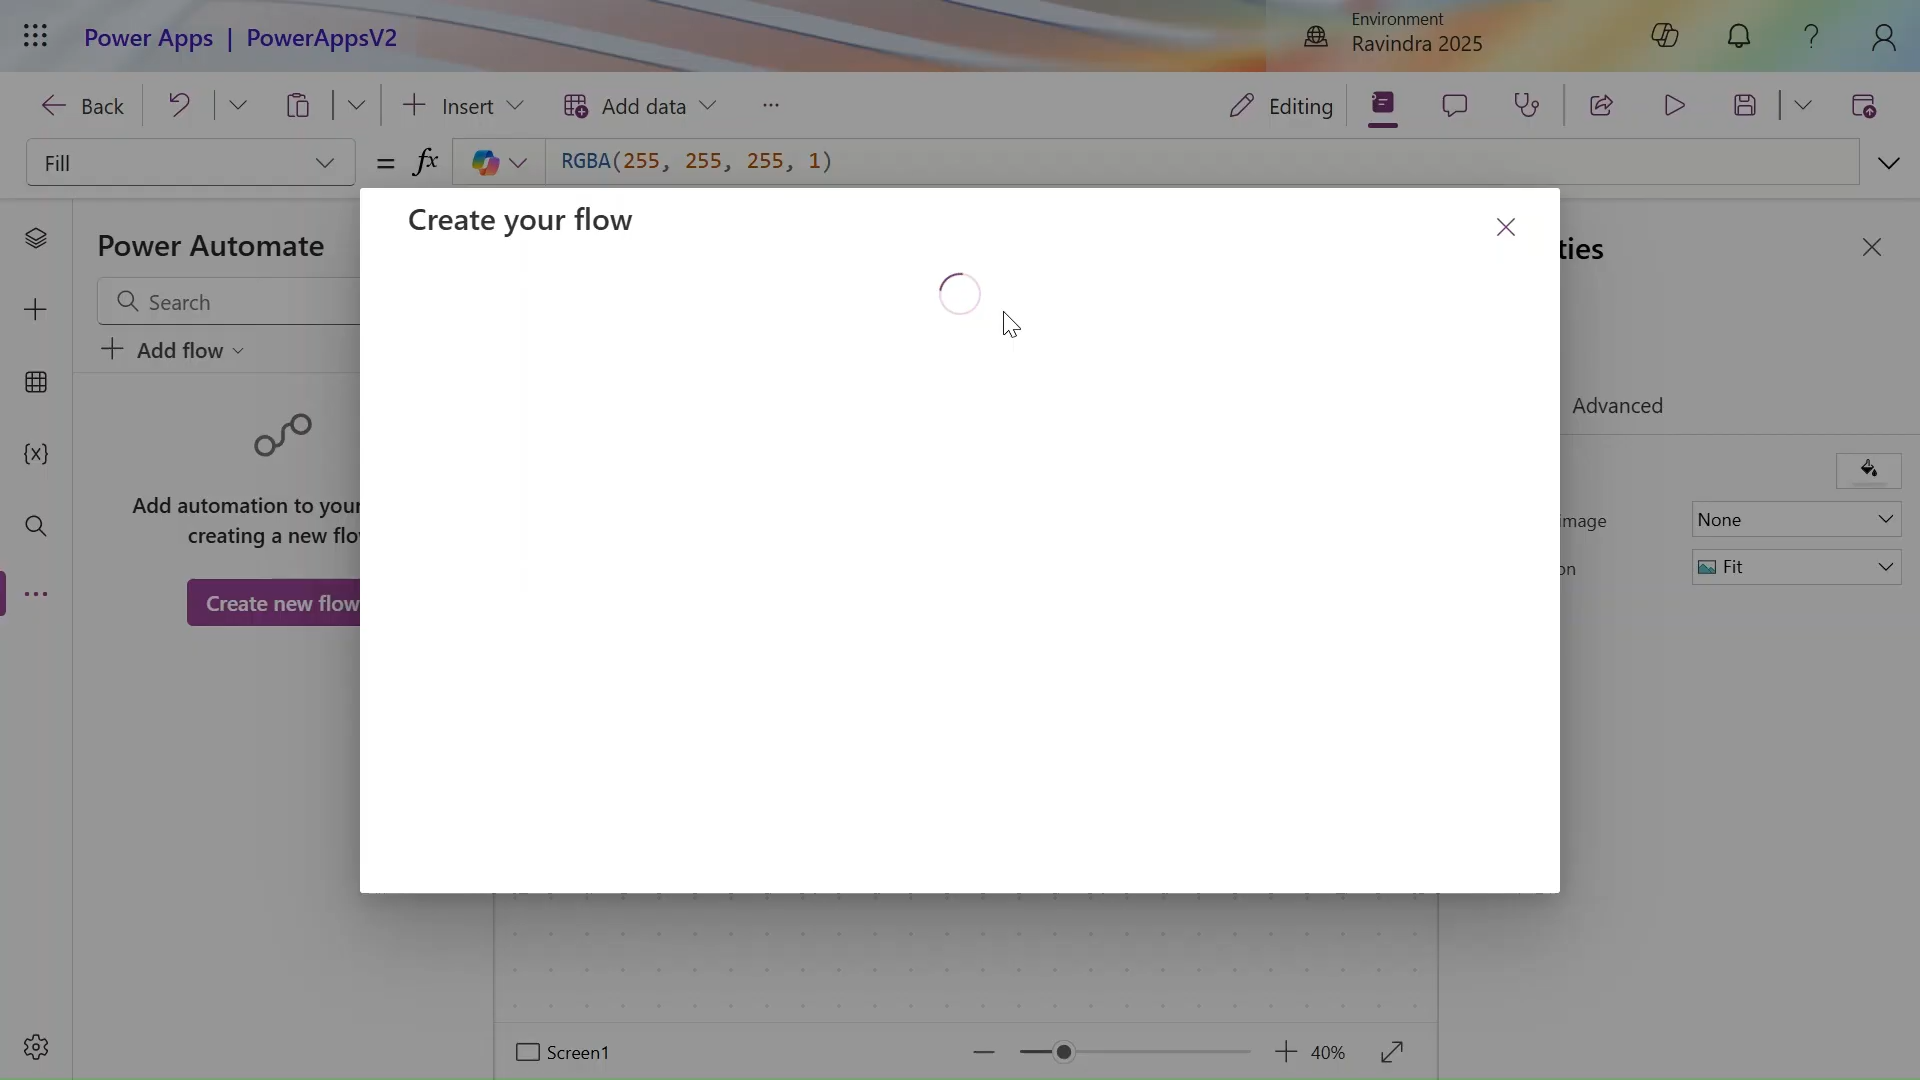 Power Apps | PowerAppsV2
Environment
Ravindra 2025
Back
Insert
Add data
...
Editing
Fill
= fx
RGBA(255, 255, 255, 1)
Create your flow
Power Automate
ties
Search
Add flow
Advanced
{x}
Add automation to your
creating a new flo
mage
None
on
Fit
Create new flow
Screen1
40%